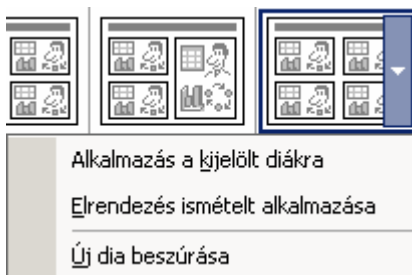 Alkalmazás a kijelölt diákra
Elrendezés ismételt alkalmazása
Új dia beszúrása